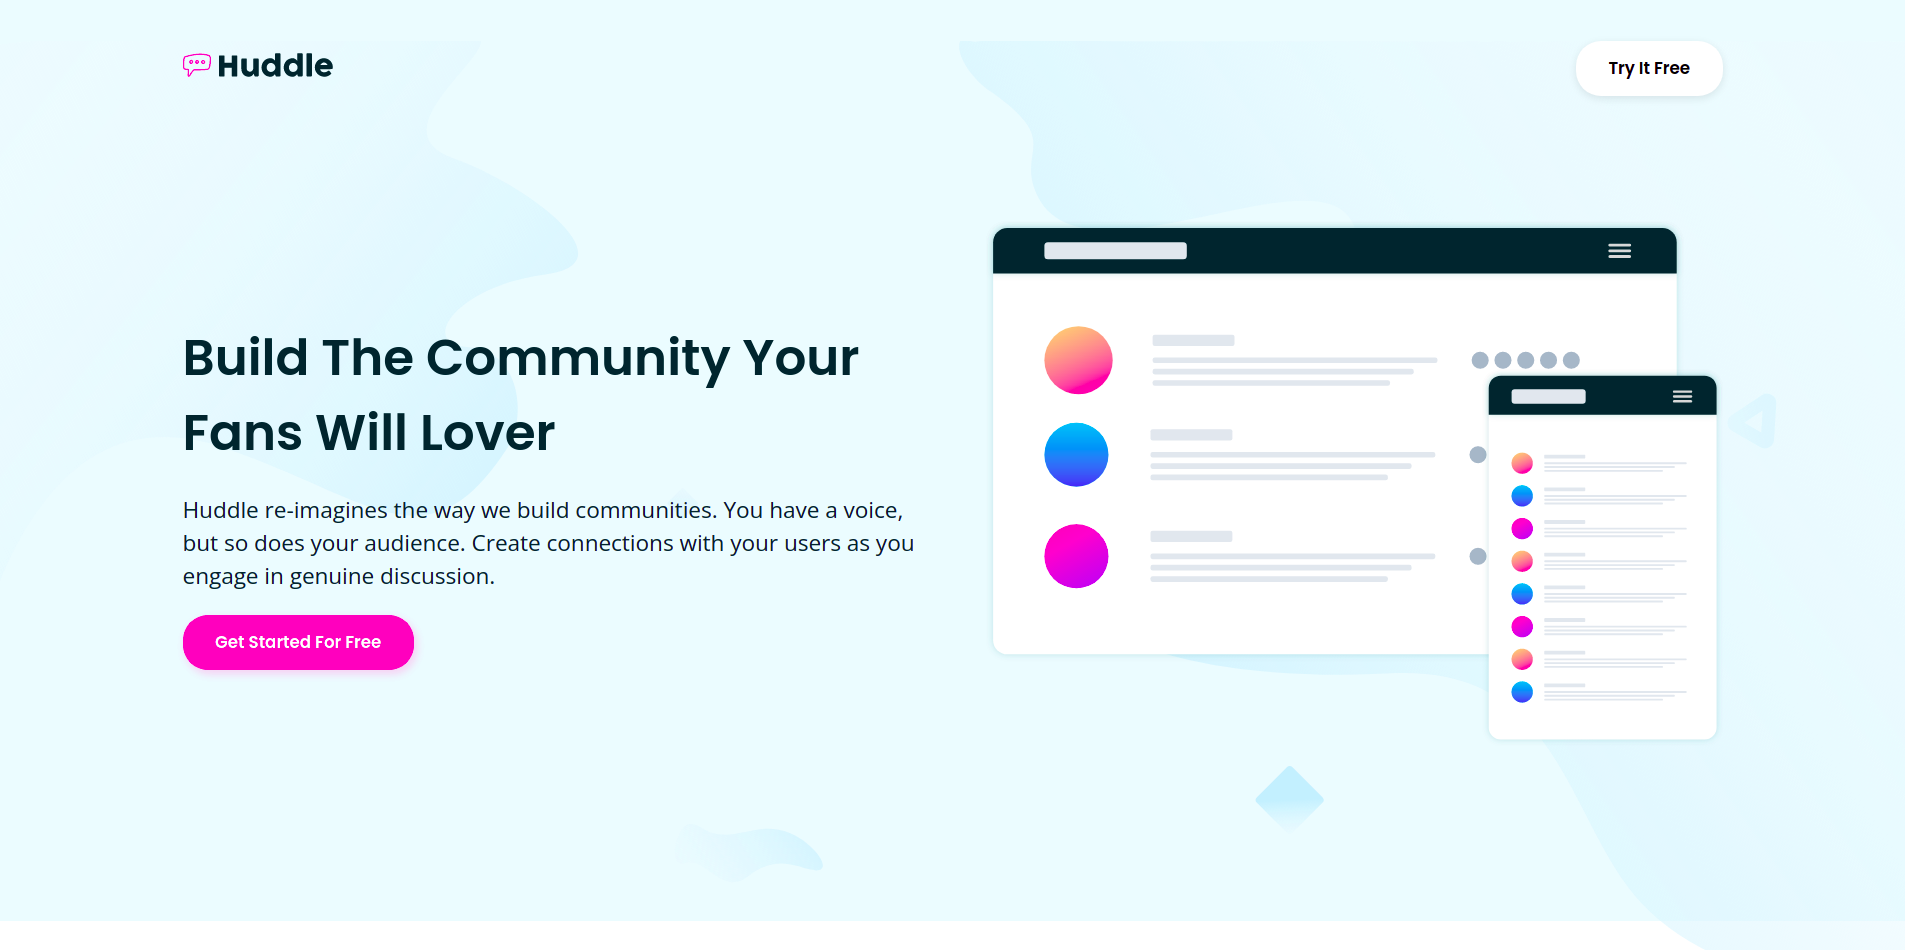 Huddle
Try It Free
Build The Community Your
Fans Will Lover
Huddle re-imagines the way we build communities. You have a voice,
but so does your audience. Create connections with your users as you
engage in genuine discussion.
Get Started For Free